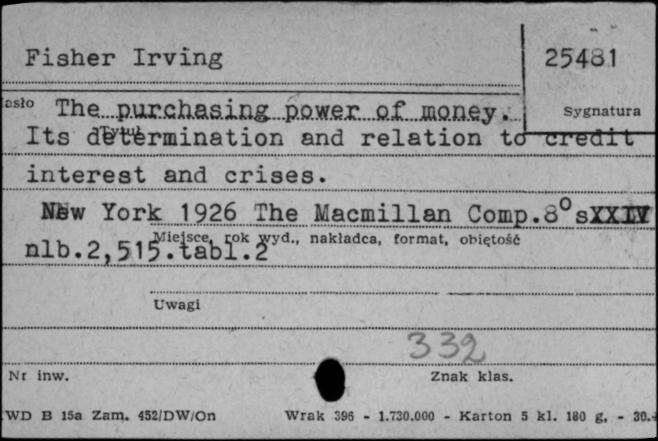 Fisher Irving
25481
asło The purchasing power of money.
Sygnatura
Tytuł
Its determination and relation to credit
interest and crises.
New York 1926 The Macmillan Comp.8° sXXIV
Miejsce, rok wyd., nakładca, format, objętość
nlb.2,515.tabl.2
Uwagi
332
Nr inw.
Znak klas.
WD B 15a Zam. 452/DW/On Wrak 396 - 1.730.000 - Karton 5 kl. 180 g, - 30.